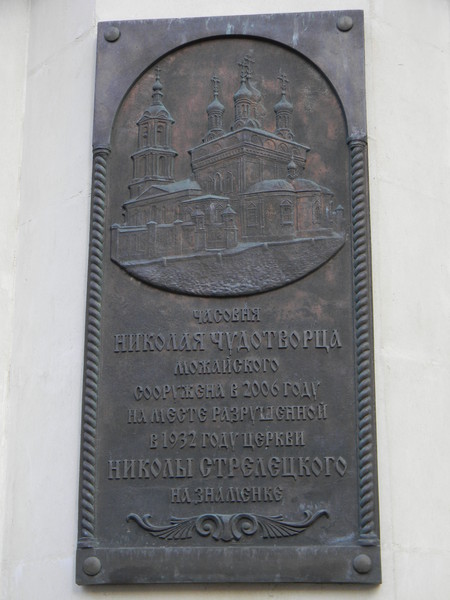 ЧАСОВНЯ
НИКОЛАЯ ЧУДОТВОРЦА
МОЖАЙСКОГО
СООРУЖЕНА В 2006 ГОДУ
НА МЕСТЕ РАЗРУШЕННОЙ
В 1932 ГОДУ ЦЕРКВИ
НИКОЛЫ СТРЕЛЕЦКОГО
НА ЗНАМЕНКЕ